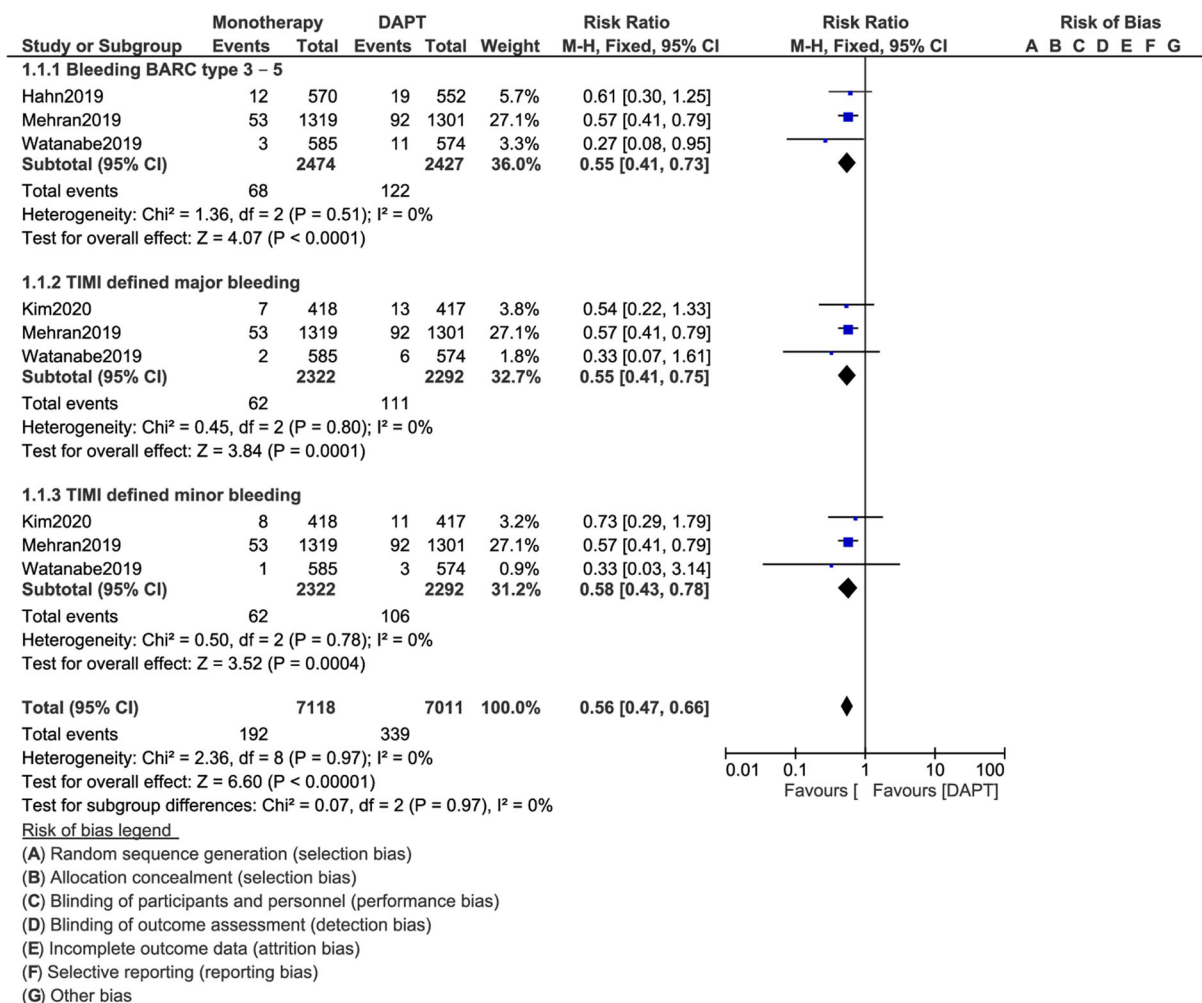 Monotherapy DAPT Risk Ratio Risk Ratio Risk of Bias
Study or Subgroup Events Total Events Total Weight M-H, Fixed, 95% CI M-H, Fixed, 95% CI A B C D E F G
1.1.1 Bleeding BARC type 3 – 5
Hahn2019 12 570 19 552 5.7% 0.61 [0.30, 1.25]
Mehran2019 53 1319 92 1301 27.1% 0.57 [0.41, 0.79]
Watanabe2019 3 585 11 574 3.3% 0.27 [0.08, 0.95]
Subtotal (95% CI) 2474 2427 36.0% 0.55 [0.41, 0.73]
Total events 68 122
Heterogeneity: Chi² = 1.36, df = 2 (P = 0.51); I² = 0%
Test for overall effect: Z = 4.07 (P < 0.0001)
1.1.2 TIMI defined major bleeding
Kim2020 7 418 13 417 3.8% 0.54 [0.22, 1.33]
Mehran2019 53 1319 92 1301 27.1% 0.57 [0.41, 0.79]
Watanabe2019 2 585 6 574 1.8% 0.33 [0.07, 1.61]
Subtotal (95% CI) 2322 2292 32.7% 0.55 [0.41, 0.75]
Total events 62 111
Heterogeneity: Chi² = 0.45, df = 2 (P = 0.80); I² = 0%
Test for overall effect: Z = 3.84 (P = 0.0001)
1.1.3 TIMI defined minor bleeding
Kim2020 8 418 11 417 3.2% 0.73 [0.29, 1.79]
Mehran2019 53 1319 92 1301 27.1% 0.57 [0.41, 0.79]
Watanabe2019 1 585 3 574 0.9% 0.33 [0.03, 3.14]
Subtotal (95% CI) 2322 2292 31.2% 0.58 [0.43, 0.78]
Total events 62 106
Heterogeneity: Chi² = 0.50, df = 2 (P = 0.78); I² = 0%
Test for overall effect: Z = 3.52 (P = 0.0004)
Total (95% CI) 7118 7011 100.0% 0.56 [0.47, 0.66]
Total events 192 339
Heterogeneity: Chi² = 2.36, df = 8 (P = 0.97); I² = 0%
Test for overall effect: Z = 6.60 (P < 0.00001)
Test for subgroup differences: Chi² = 0.07, df = 2 (P = 0.97), I² = 0%
0.01 0.1 1 10 100
Favours [ Favours [DAPT]
Risk of bias legend
(A) Random sequence generation (selection bias)
(B) Allocation concealment (selection bias)
(C) Blinding of participants and personnel (performance bias)
(D) Blinding of outcome assessment (detection bias)
(E) Incomplete outcome data (attrition bias)
(F) Selective reporting (reporting bias)
(G) Other bias